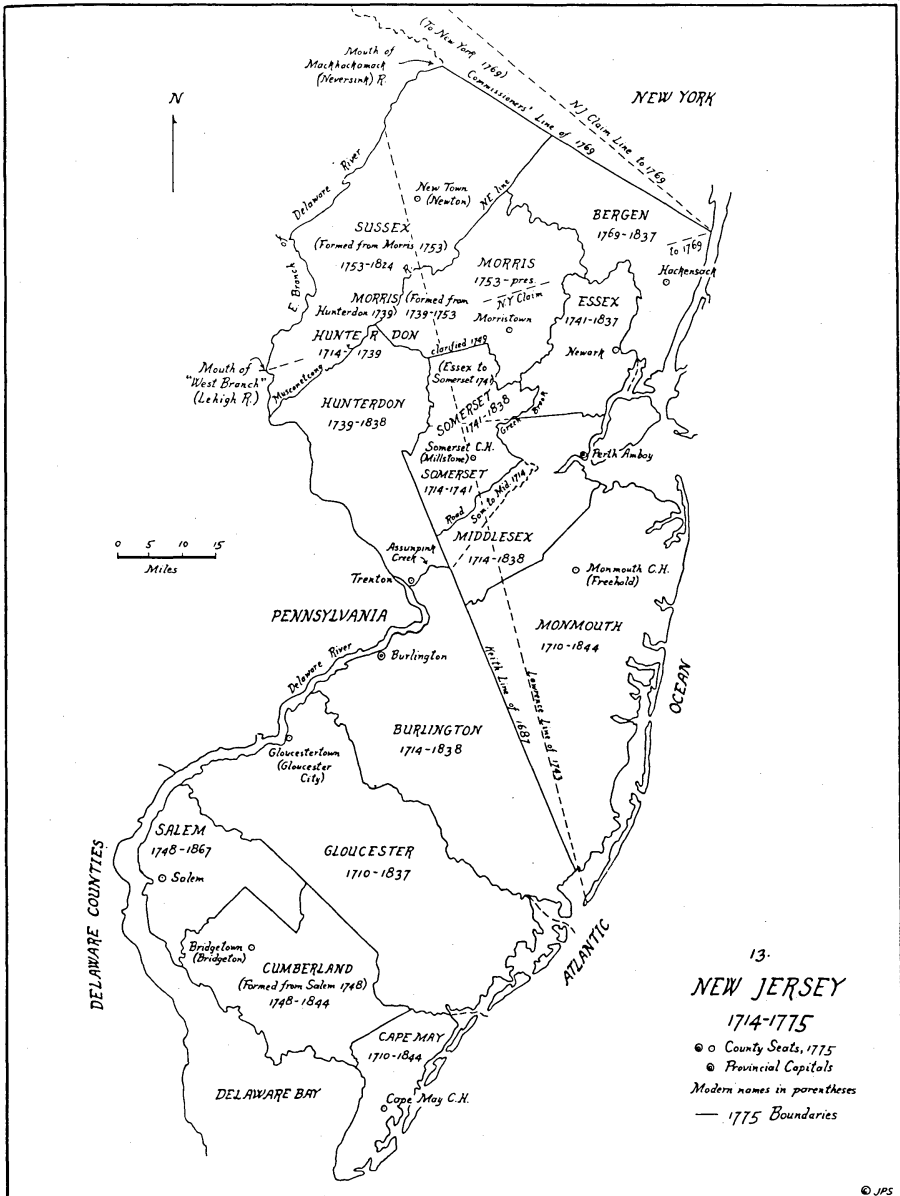 (To New York 1769)
Mouth of
Mackhackamack
(Neversink) R.
Commissioners' Line of 1769
NJ Claim Line to 1769
NEW YORK
N
E. Branch of Delaware River
New Town
(Newton)
NE line
BERGEN
1769-1837
to 1769
Hackensack
SUSSEX
(Formed from Morris 1753)
1753-1824
R.
MORRIS
1753-pres.
NY Claim
Morristown
ESSEX
1741-1837
Newark
MORRIS (Formed from
Hunterdon 1739) 1739-1753
HUNTERDON
1714-1739
clarified 1749
Mouth of
"West Branch"
(Lehigh R.)
Musconetcong
(Essex to
Somerset 1741)
HUNTERDON
1739-1838
SOMERSET
1741-1838
Green Brook
Somerset C.H.
(Millstone)
Perth Amboy
SOMERSET
1714-1741
Road
Som. to Mid. 1714
MIDDLESEX
1714-1838
0 5 10 15
Miles
Assunpink
Creek
Trenton
Monmouth C.H.
(Freehold)
PENNSYLVANIA
MONMOUTH
1710-1844
Delaware River
Burlington
Keith Line of 1687
Lawrence Line of 1743
OCEAN
BURLINGTON
1714-1838
Gloucestertown
(Gloucester
City)
SALEM
1748-1867
Salem
GLOUCESTER
1710-1837
DELAWARE COUNTIES
Bridgetown
(Bridgeton)
CUMBERLAND
(Formed from Salem 1748)
1748-1844
ATLANTIC
CAPE MAY
1710-1844
DELAWARE BAY
Cape May C.H.
13.
NEW JERSEY
1714-1775
County Seats, 1775
Provincial Capitals
Modern names in parentheses
1775 Boundaries
© JPS